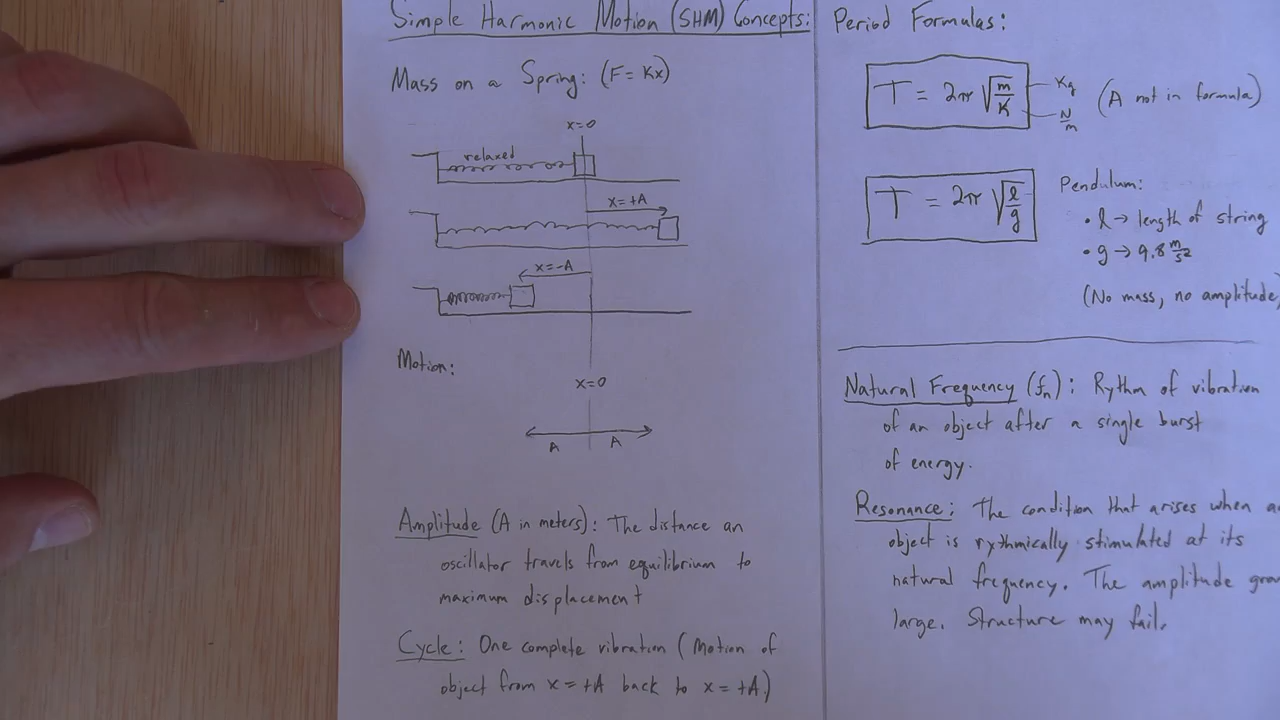 Simple Harmonic Motion (SHM) Concepts:
Mass on a Spring: (F = Kx)
x=0
relaxed
x=+A
x=-A
Motion:
x=0
A
A
Amplitude (A in meters): The distance an
oscillator travels from equilibrium to
maximum displacement
Cycle: One complete vibration (Motion of
object from x=+A back to x=+A)
Period Formulas:
T = 2π√(m/K)
Kg
N/m
(A not in formula)
T = 2π√(l/g)
Pendulum:
• l → length of string
• g → 9.8 m/s²
(No mass, no amplitude)
Natural Frequency (fn): Rythm of vibration
of an object after a single burst
of energy.
Resonance: The condition that arises when
object is rythmically stimulated at its
natural frequency. The amplitude
large. Structure may fail.